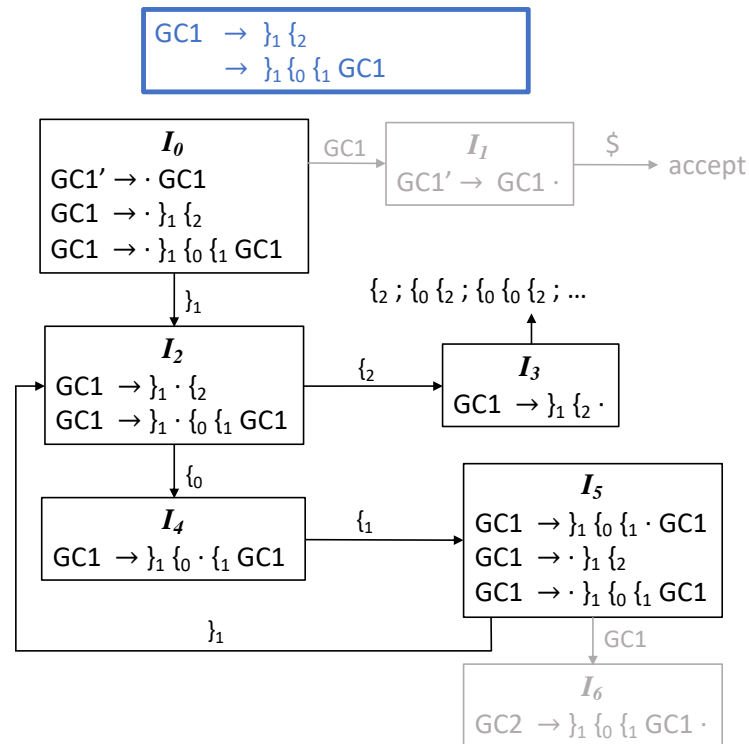 GC1 → }₁ {₂
→ }₁ {₀ {₁ GC1
I₀
GC1’ → · GC1
GC1 → · }₁ {₂
GC1 → · }₁ {₀ {₁ GC1
GC1
I₁
GC1’ → GC1 ·
$
accept
}₁
{₂ ; {₀ {₂ ; {₀ {₀ {₂ ; ...
I₂
GC1 → }₁ · {₂
GC1 → }₁ · {₀ {₁ GC1
{₂
I₃
GC1 → }₁ {₂ ·
{₀
I₄
GC1 → }₁ {₀ · {₁ GC1
{₁
I₅
GC1 → }₁ {₀ {₁ · GC1
GC1 → · }₁ {₂
GC1 → · }₁ {₀ {₁ GC1
}₁
GC1
I₆
GC2 → }₁ {₀ {₁ GC1 ·